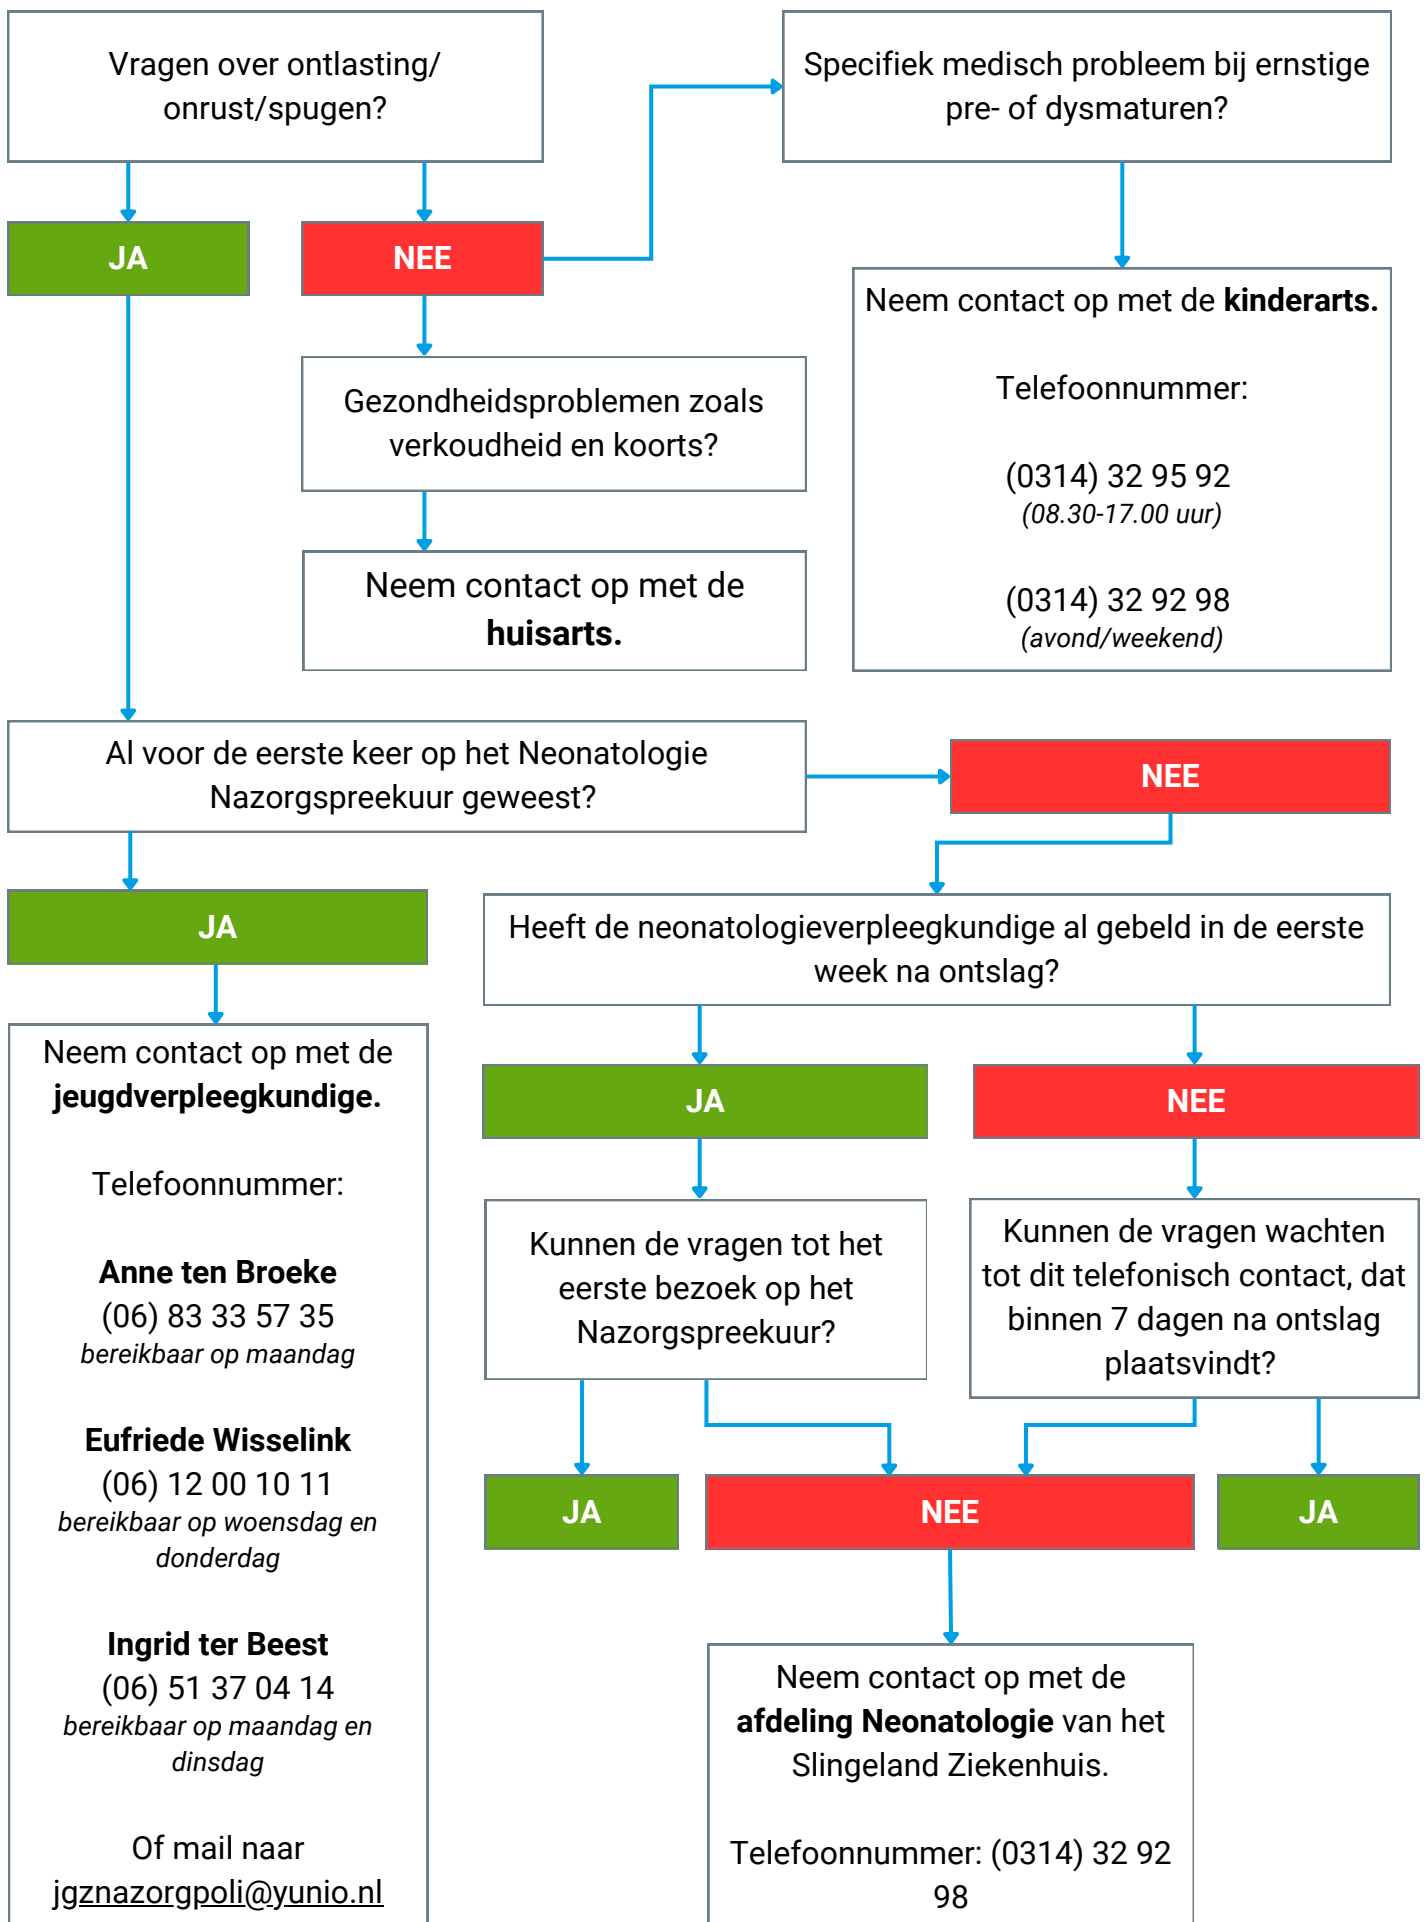 Vragen over ontlasting/
onrust/spugen?
Specifiek medisch probleem bij ernstige
pre- of dysmaturen?
JA
NEE
Neem contact op met de kinderarts.
Telefoonnummer:
(0314) 32 95 92
(08.30-17.00 uur)
(0314) 32 92 98
(avond/weekend)
Gezondheidsproblemen zoals
verkoudheid en koorts?
Neem contact op met de
huisarts.
Al voor de eerste keer op het Neonatologie
Nazorgspreekuur geweest?
NEE
JA
Heeft de neonatologieverpleegkundige al gebeld in de eerste
week na ontslag?
Neem contact op met de
jeugdverpleegkundige.
Telefoonnummer:
Anne ten Broeke
(06) 83 33 57 35
bereikbaar op maandag
Eufriede Wisselink
(06) 12 00 10 11
bereikbaar op woensdag en
donderdag
Ingrid ter Beest
(06) 51 37 04 14
bereikbaar op maandag en
dinsdag
Of mail naar
jgznazorgpoli@yunio.nl
JA
NEE
Kunnen de vragen tot het
eerste bezoek op het
Nazorgspreekuur?
Kunnen de vragen wachten
tot dit telefonisch contact, dat
binnen 7 dagen na ontslag
plaatsvindt?
JA
NEE
JA
Neem contact op met de
afdeling Neonatologie van het
Slingeland Ziekenhuis.
Telefoonnummer: (0314) 32 92
98